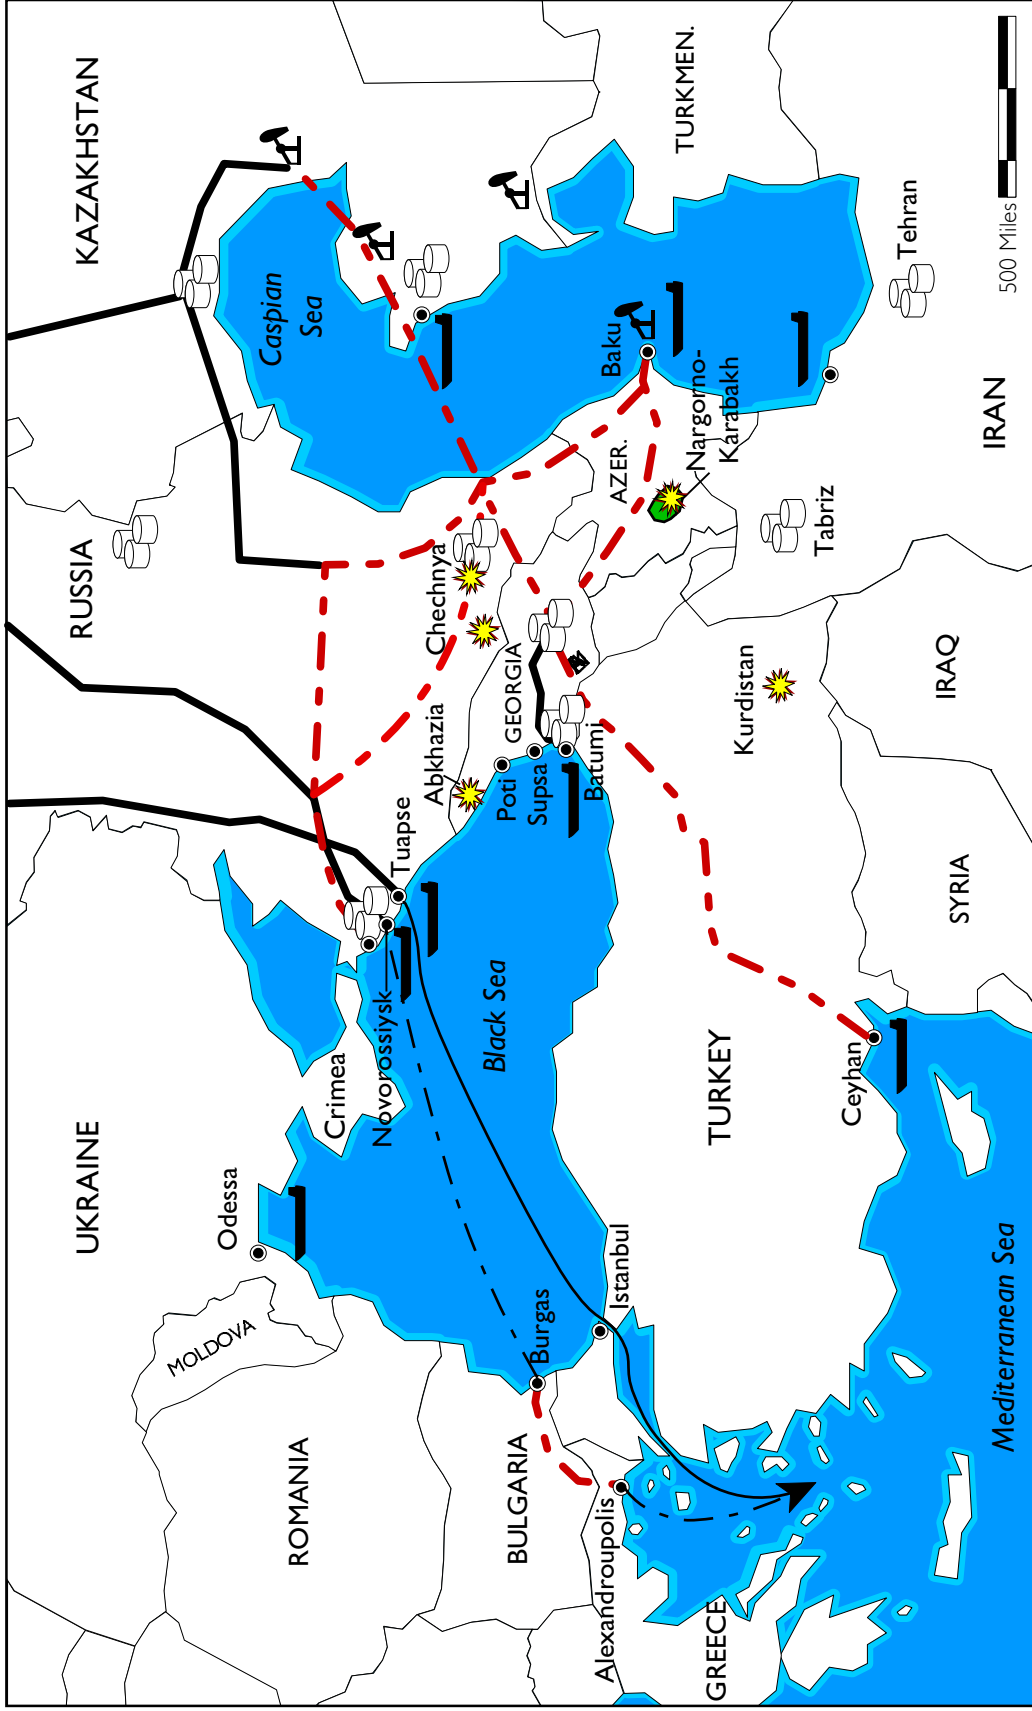 UKRAINE
RUSSIA
KAZAKHSTAN
MOLDOVA
Odessa
Crimea
Novorossiysk
Tuapse
Caspian
Sea
ROMANIA
Abkhazia
Chechnya
Black Sea
Poti
Supsa
Batumi
GEORGIA
BULGARIA
Burgas
Istanbul
AZER.
Baku
Nargorno-
Karabakh
TURKMEN.
Alexandroupolis
GREECE
TURKEY
Kurdistan
Tabriz
Tehran
Ceyhan
SYRIA
IRAQ
IRAN
Mediterranean Sea
500 Miles